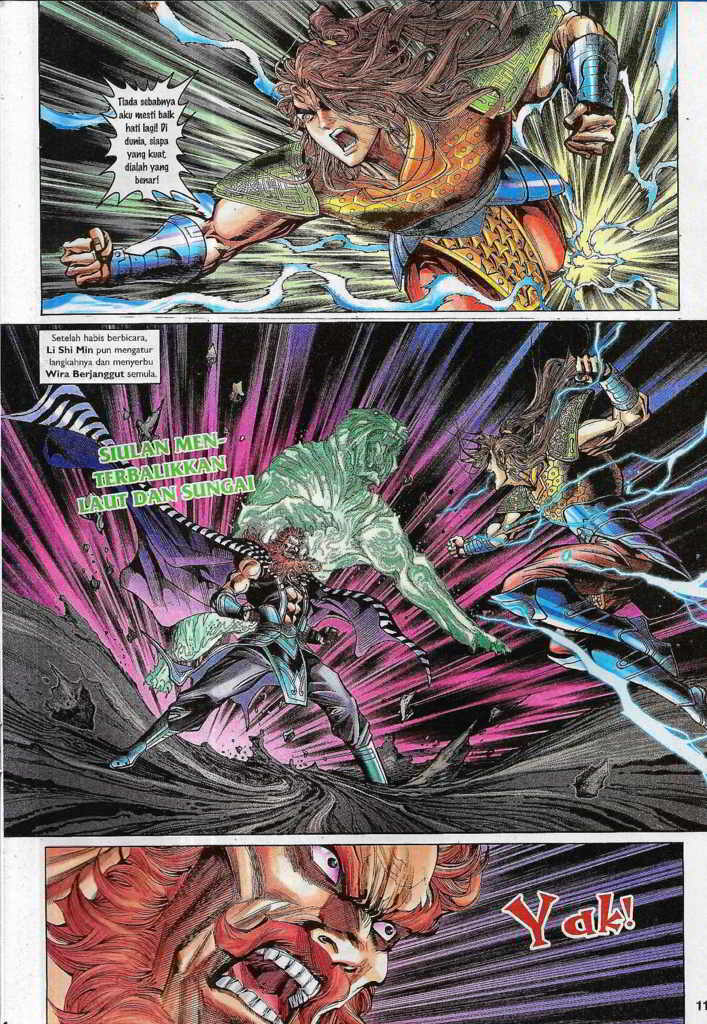 Tiada sebabnya
aku mesti baik
hati lagi! Di
dunia, siapa
yang kuat,
dialah yang
benar!
Setelah habis berbicara,
Li Shi Min pun mengatur
langkahnya dan menyerbu
Wira Berjanggut semula.
SIULAN MEN-
TERBALIKKAN
LAUT DAN SUNGAI
Yak!
11